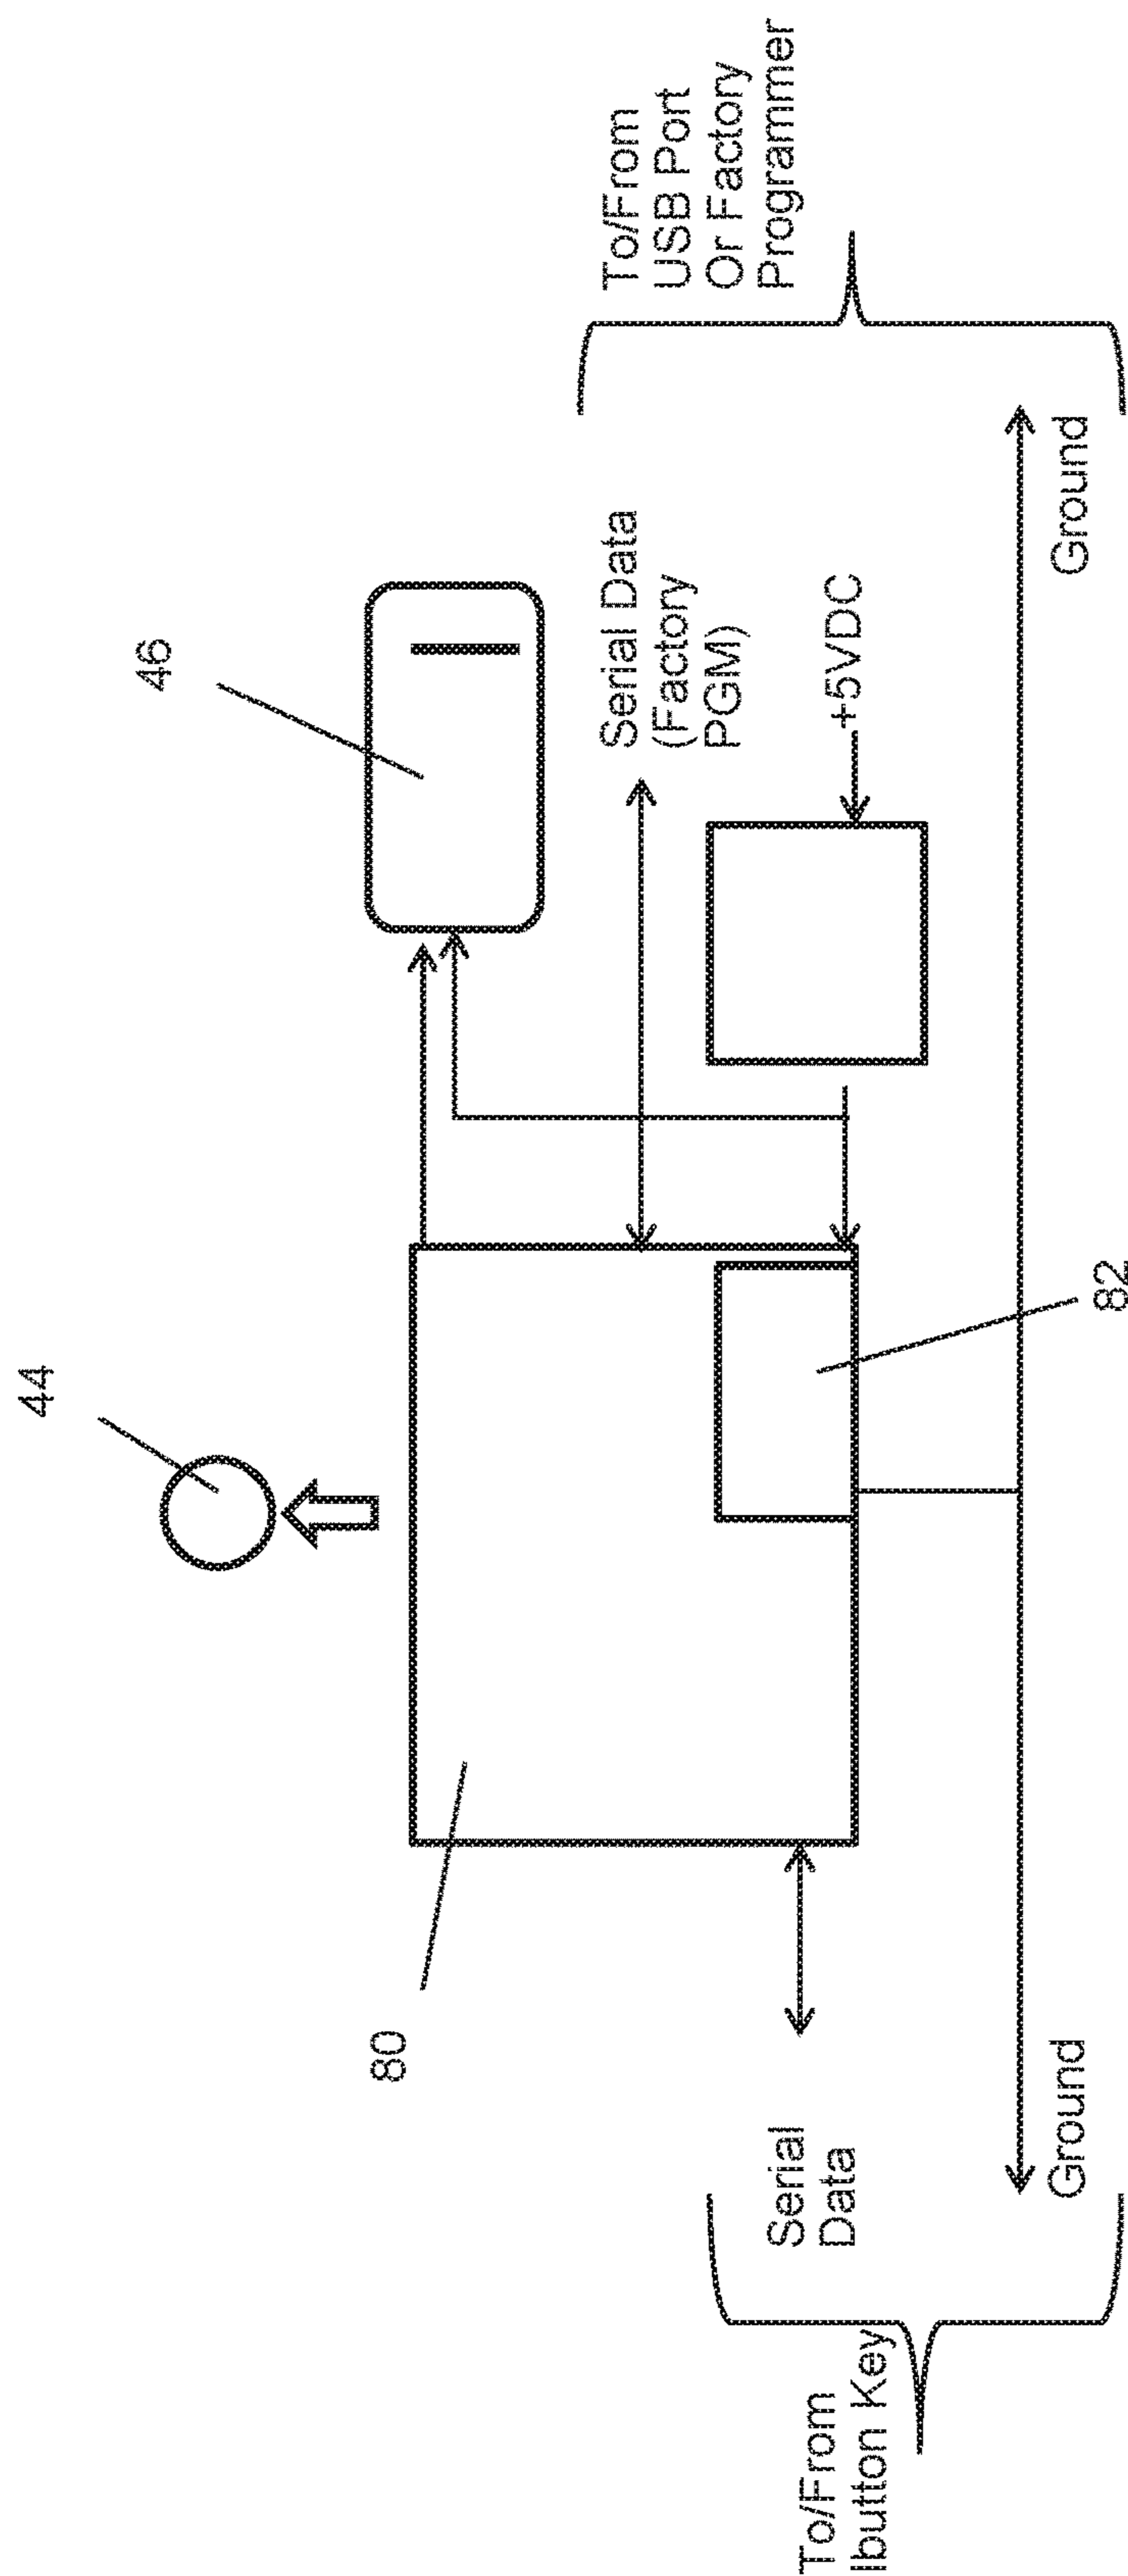 44
46
80
82
To/From
USB Port
Or Factory
Programmer
Serial Data
(Factory
PGM)
+5VDC
Ground
Serial
Data
Ground
To/From
Ibutton Key